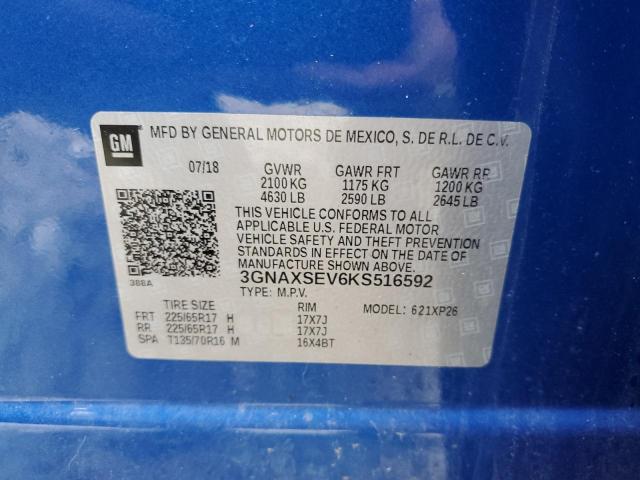 GM
MFD BY GENERAL MOTORS DE MEXICO, S. DE R.L. DE C.V.
07/18 GVWR GAWR FRT GAWR RR
2100 KG 1175 KG 1200 KG
4630 LB 2590 LB 2645 LB
THIS VEHICLE CONFORMS TO ALL
APPLICABLE U.S. FEDERAL MOTOR
VEHICLE SAFETY AND THEFT PREVENTION
STANDARDS IN EFFECT ON THE DATE OF
MANUFACTURE SHOWN ABOVE.
388A
3GNAXSEV6KS516592
TYPE: M.P.V.
TIRE SIZE RIM MODEL: 621XP26
FRT 225/65R17 H 17X7J
RR 225/65R17 H 17X7J
SPA T135/70R16 M 16X4BT